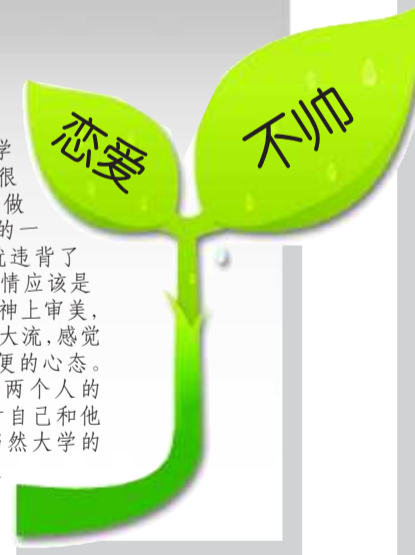 恋爱
不帅
学
很
做
的一
违背了
情应该是
神上审美,
大流,感觉
便的心态。
两个人的
自己和他
然大学的